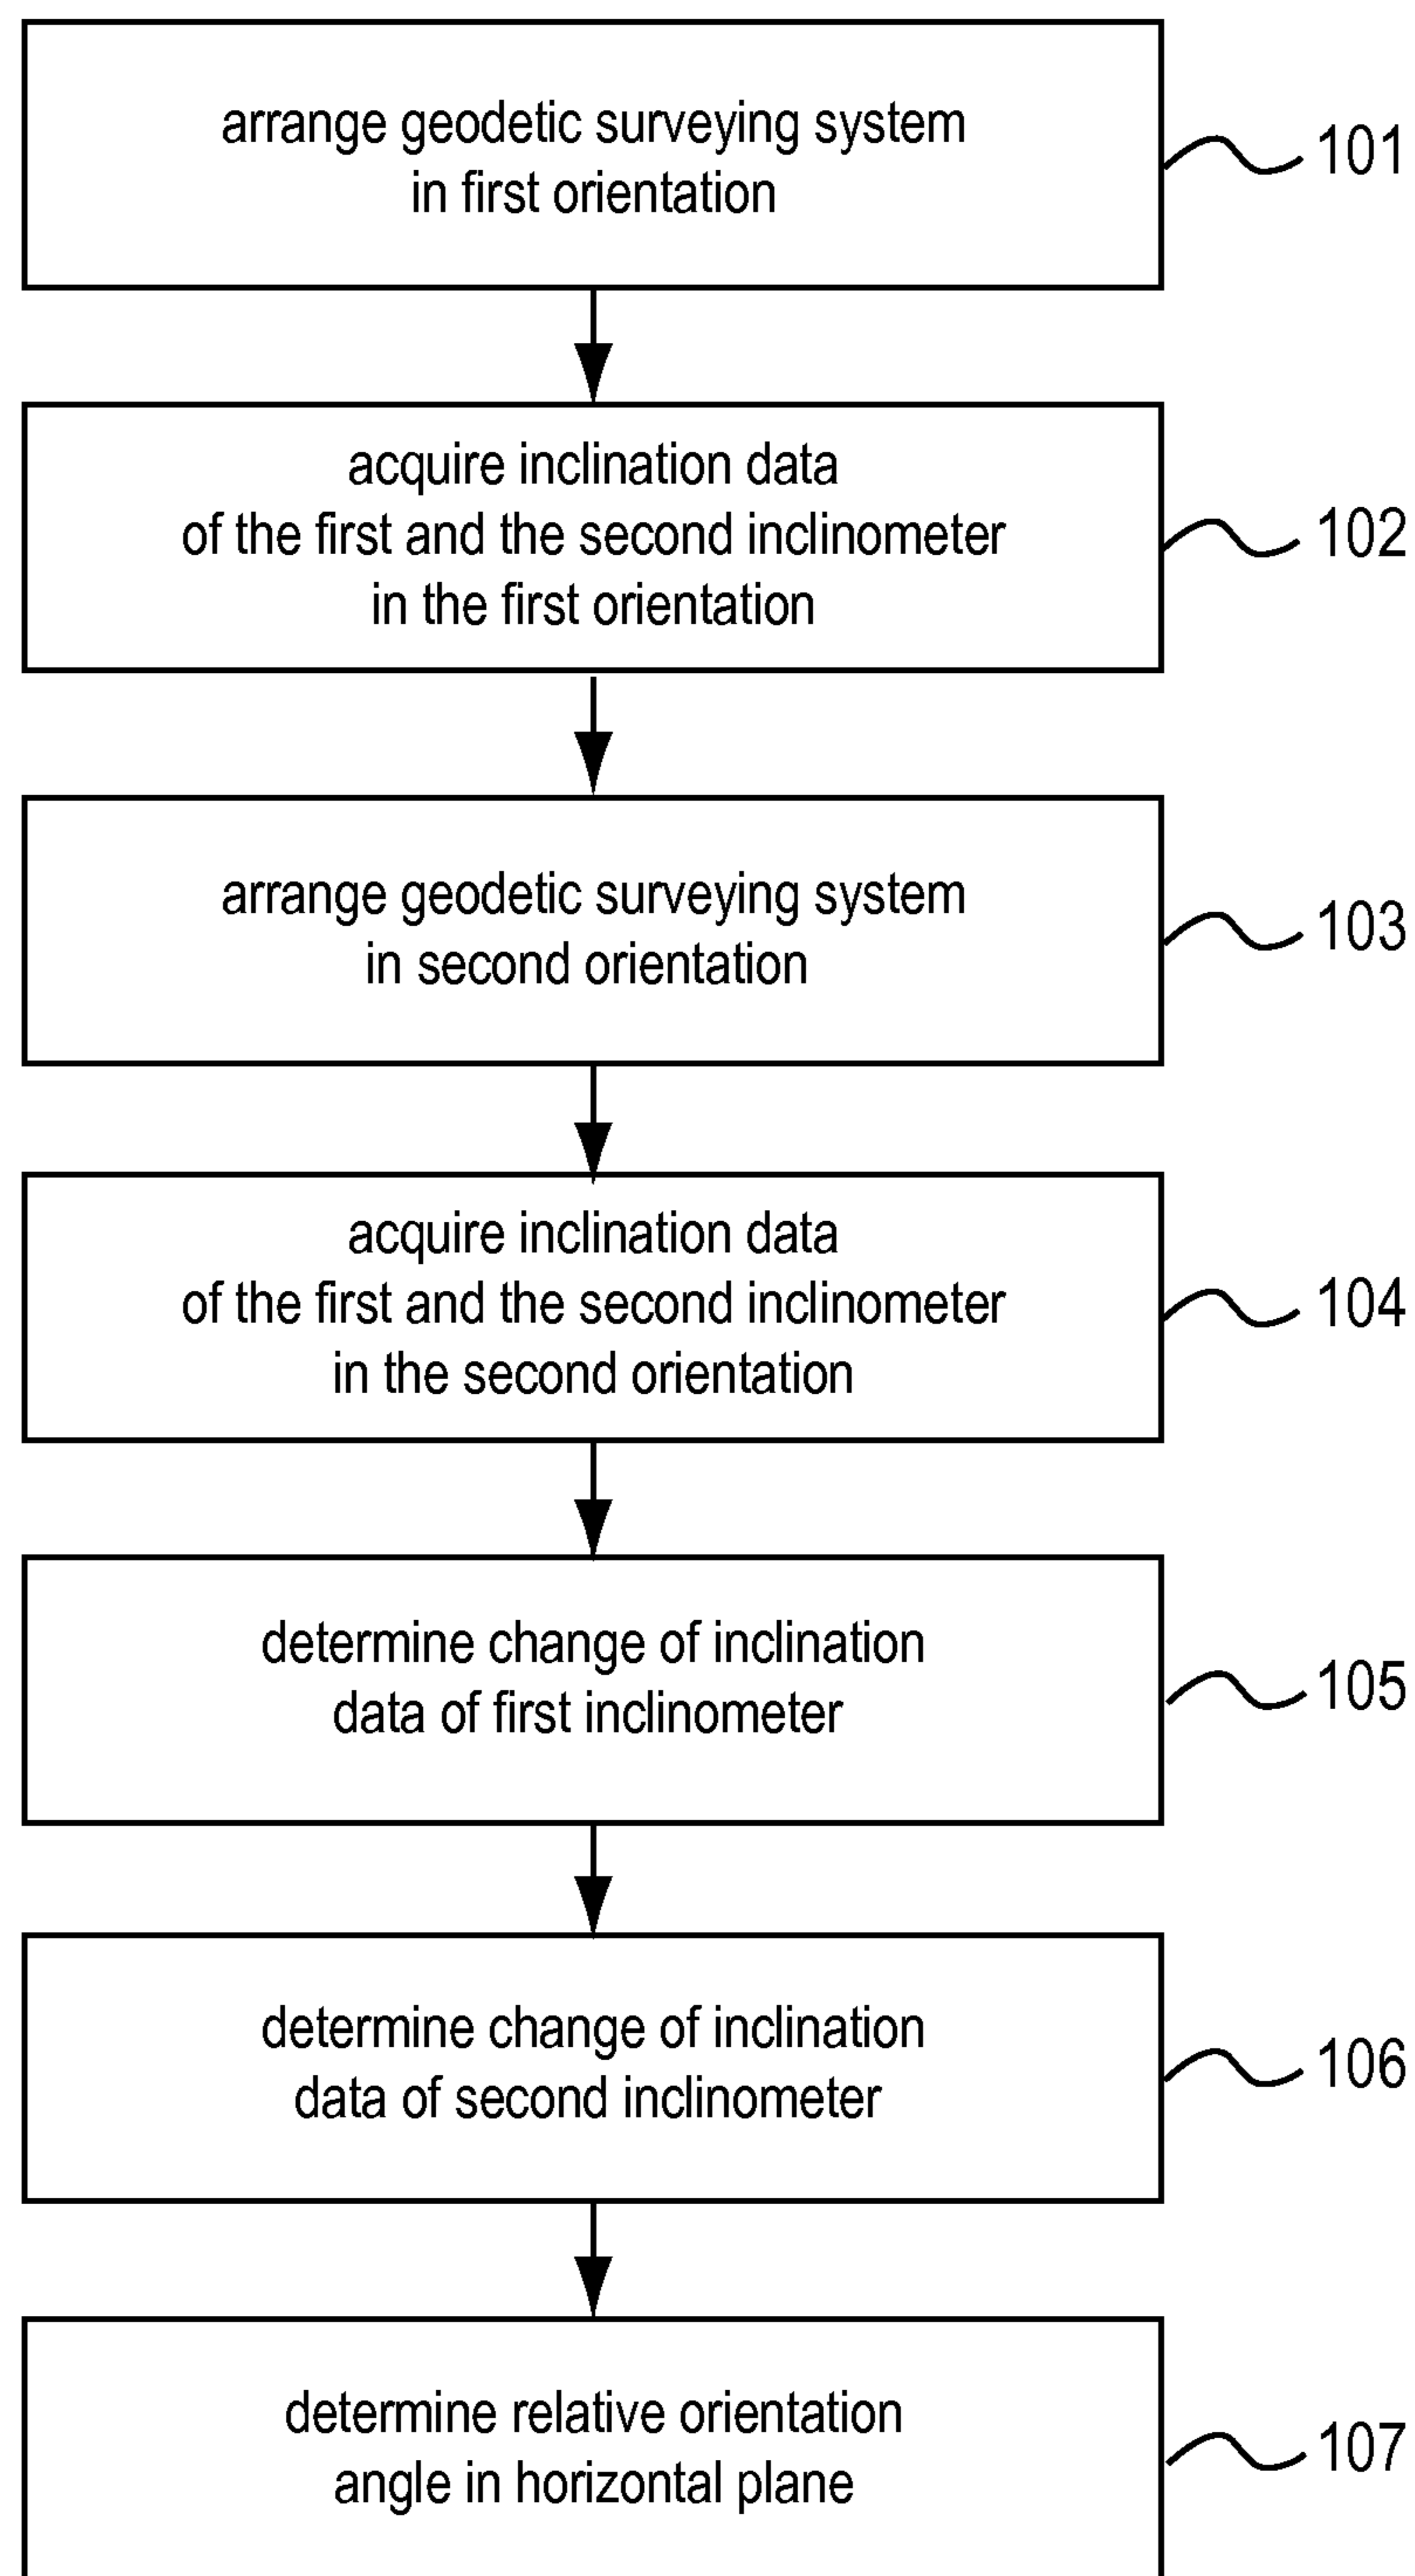 arrange geodetic surveying system
in first orientation
101
acquire inclination data
of the first and the second inclinometer
in the first orientation
102
arrange geodetic surveying system
in second orientation
103
acquire inclination data
of the first and the second inclinometer
in the second orientation
104
determine change of inclination
data of first inclinometer
105
determine change of inclination
data of second inclinometer
106
determine relative orientation
angle in horizontal plane
107